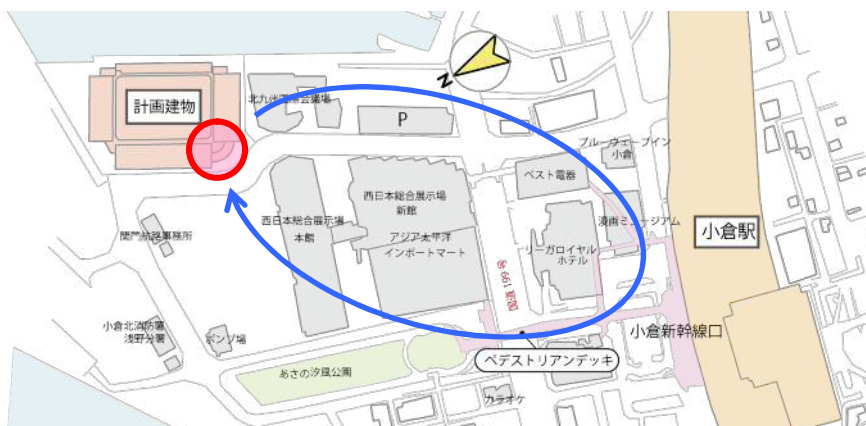 N
北九州国際会議場
計画建物
P
ブルーウェーブイン
小倉
ベスト電器
西日本総合展示場
新館
西日本総合展示場
本館
漫画ミュージアム
小倉駅
関門航路事務所
アジア太平洋
インポートマート
リーガロイヤル
ホテル
国道199号
小倉北消防署
浅野分署
ポンプ場
小倉新幹線口
ペデストリアンデッキ
あさの汐風公園
カラオケ